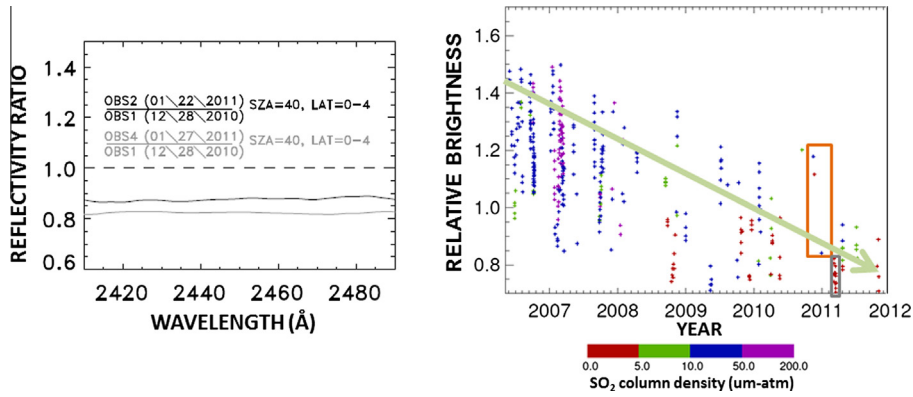 REFLECTIVITY RATIO
1.4
1.2
1.0
0.8
0.6
OBS2 (01\22\2011) SZA=40, LAT=0-4
OBS1 (12\28\2010)
OBS4 (01\27\2011) SZA=40, LAT=0-4
OBS1 (12\28\2010)
2420 2440 2460 2480
WAVELENGTH (Å)
RELATIVE BRIGHTNESS
1.6
1.4
1.2
1.0
0.8
2007 2008 2009 2010 2011 2012
YEAR
0.0 5.0 10.0 50.0 200.0
SO₂ column density (um-atm)